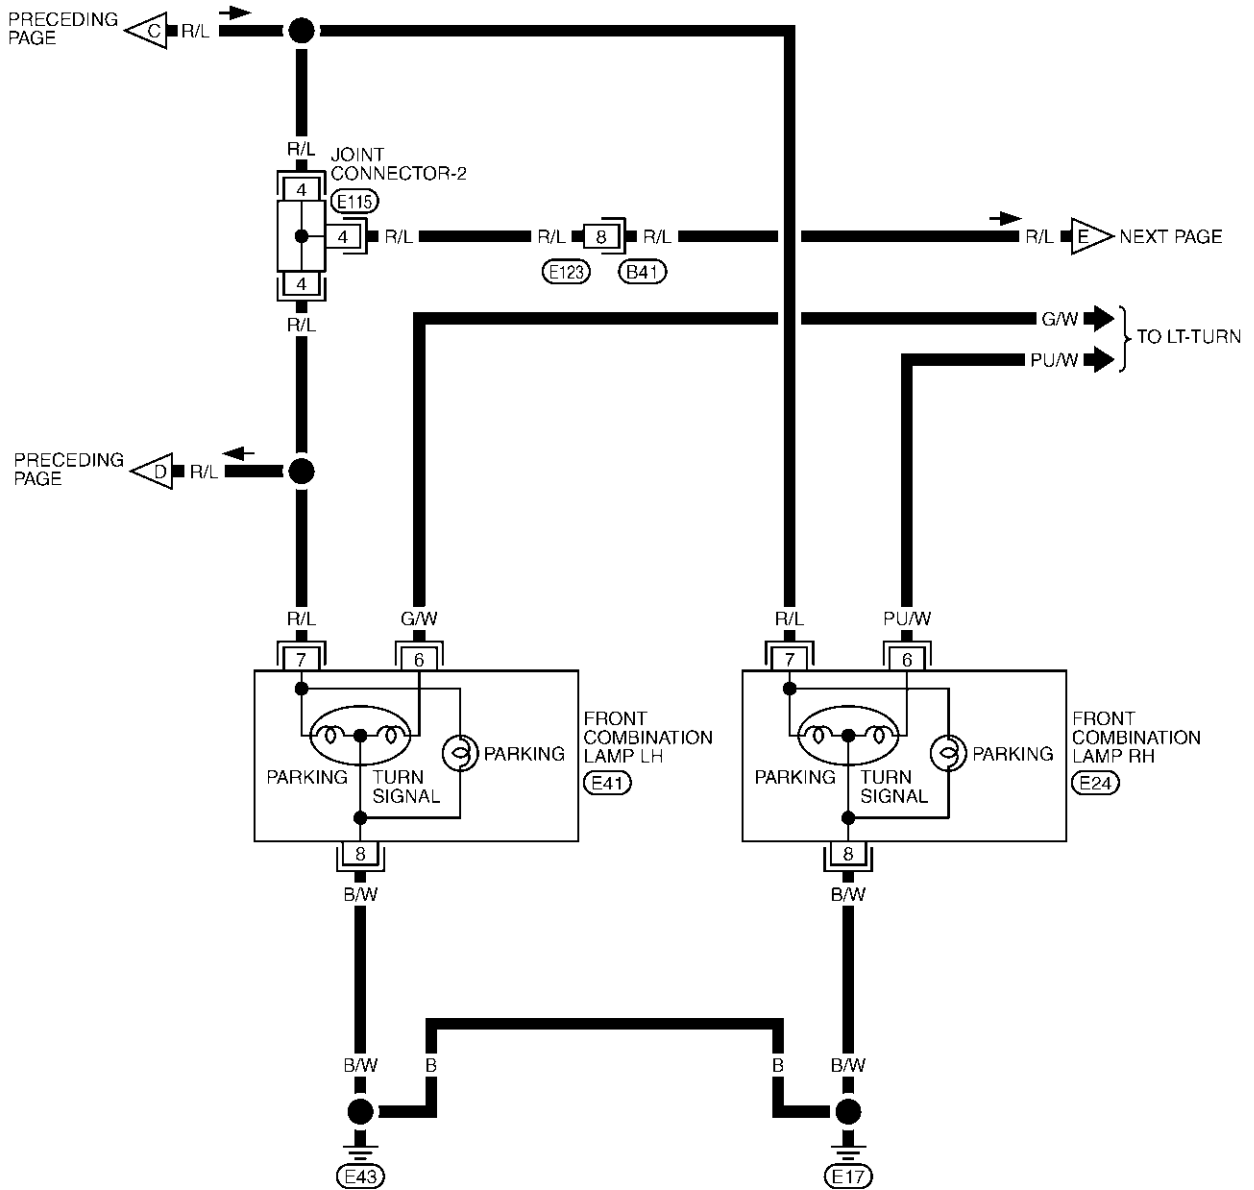 PRECEDING
PAGE
C
R/L
R/L
JOINT
CONNECTOR-2
4
E115
4
R/L
R/L
8
R/L
R/L
E
NEXT PAGE
E123
B41
4
R/L
G/W
TO LT-TURN
PU/W
PRECEDING
PAGE
D
R/L
R/L
G/W
R/L
PU/W
7
6
7
6
FRONT
COMBINATION
LAMP LH
E41
PARKING
PARKING
TURN
SIGNAL
FRONT
COMBINATION
LAMP RH
E24
PARKING
PARKING
TURN
SIGNAL
8
8
B/W
B/W
B/W
B
B
B/W
E43
E17